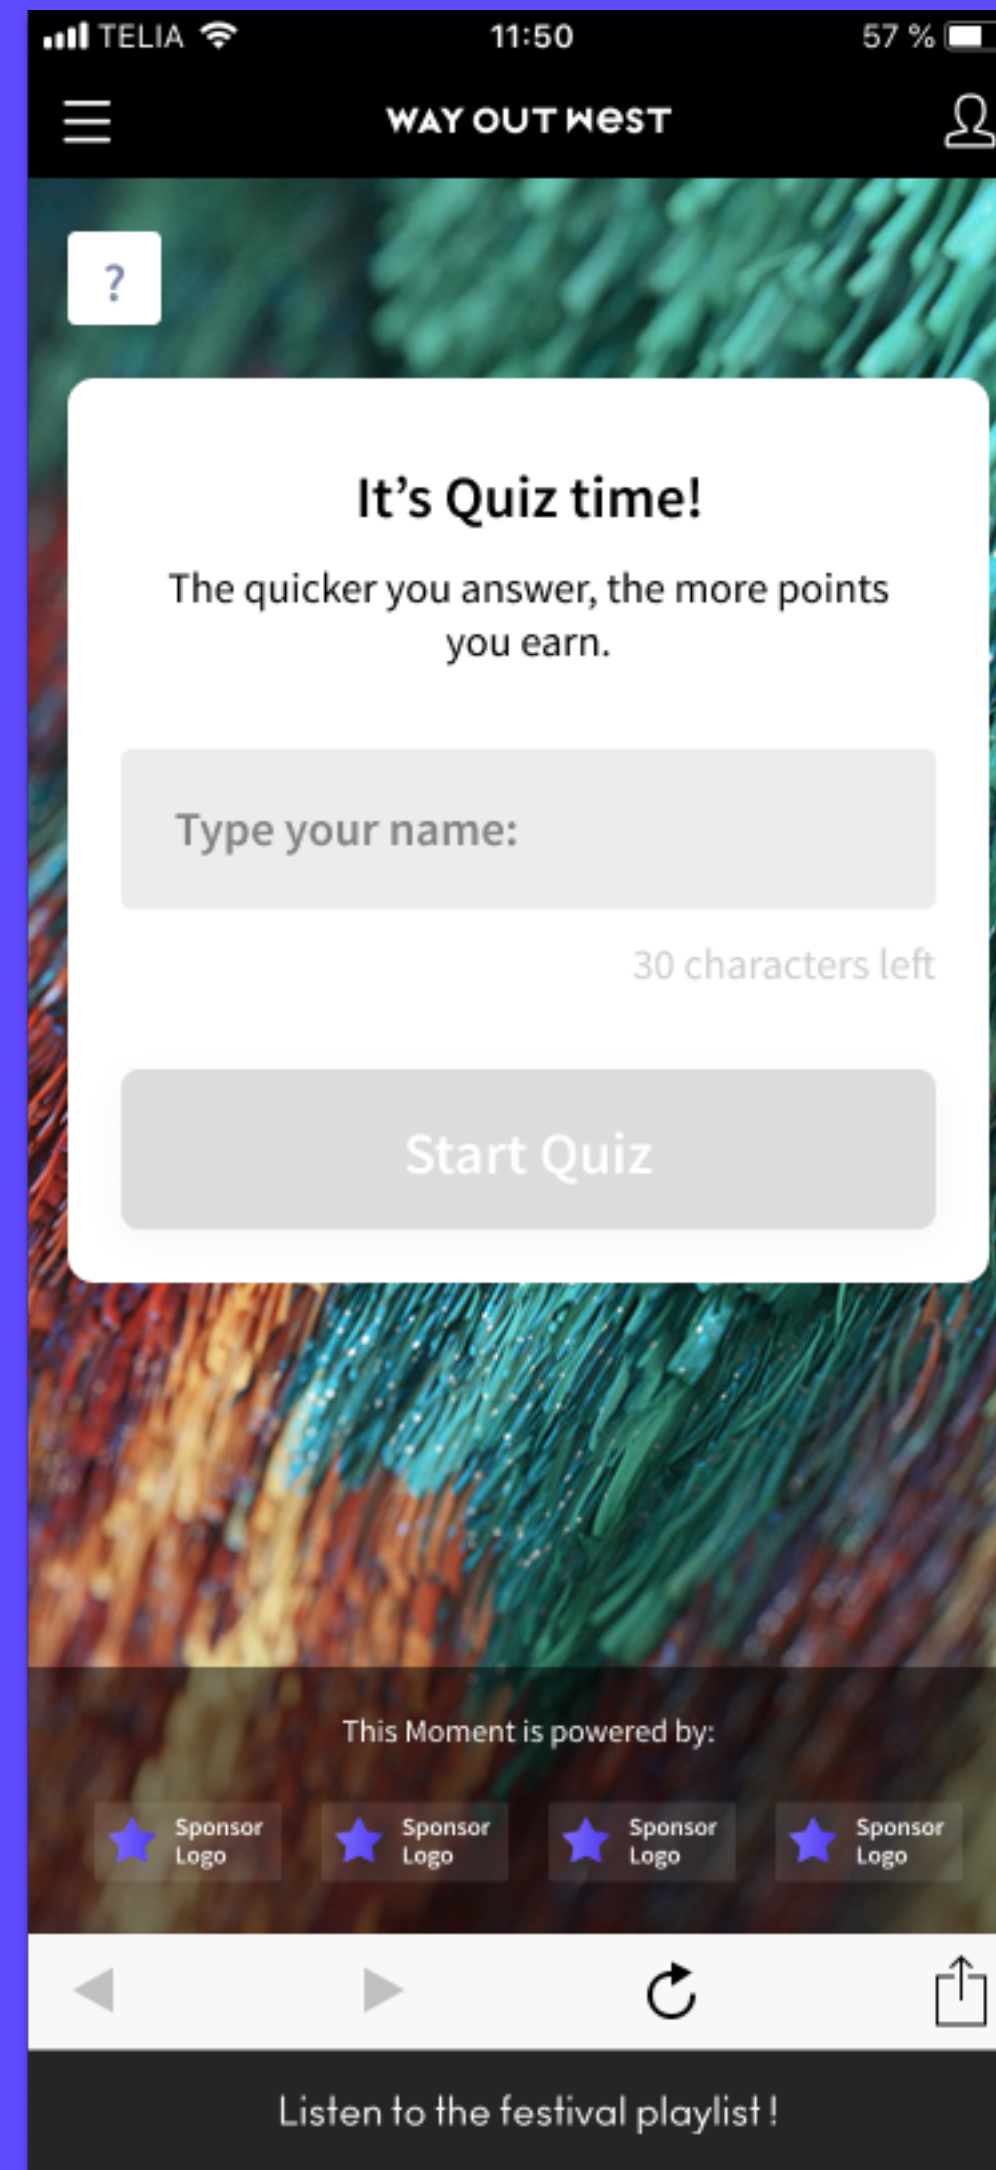 TELIA 11:50 57 %
WAY OUT WEST
?
It’s Quiz time!
The quicker you answer, the more points
you earn.
Type your name:
30 characters left
Start Quiz
This Moment is powered by:
Sponsor
Logo
Sponsor
Logo
Sponsor
Logo
Sponsor
Logo
Listen to the festival playlist !